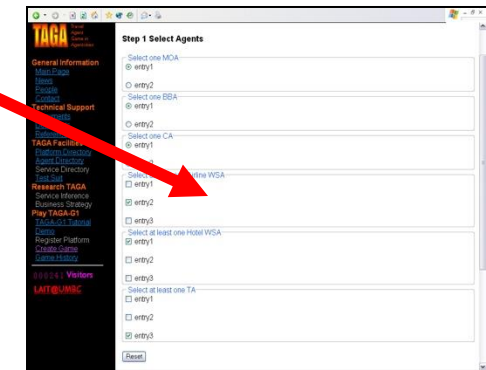 TAGA
Travel
Agent
Game in
Agentcities
General Information
Main Page
News
People
Contact
Technical Support
TAGA Facilities
Platform Directory
Agent Directory
Service Directory
Test Suit
Research TAGA
Service Inference
Business Strategy
Play TAGA-G1
TAGA-G1 Tutorial
Demo
Register Platform
Create Game
Game History
Visitors
LAIT@UMBC
Step 1 Select Agents
Select one MOA
entry1
entry2
Select one BBA
entry1
entry2
Select one CA
entry1
WSA
entry1
entry2
entry3
Select at least one Hotel WSA
entry1
entry2
entry3
Select at least one TA
entry1
entry2
entry3
Reset